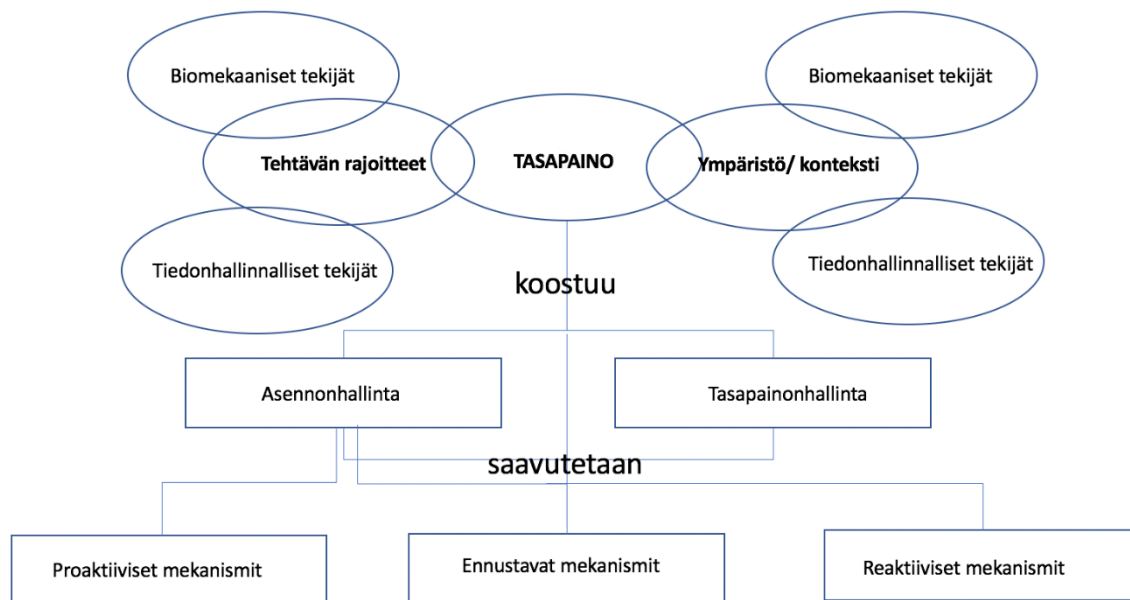 Biomekaaniset tekijät
Biomekaaniset tekijät
Tehtävän rajoitteet
TASAPAINO
Ympäristö/ konteksti
Tiedonhallinnalliset tekijät
Tiedonhallinnalliset tekijät
koostuu
Asennonhallinta
Tasapainonhallinta
saavutetaan
Proaktiiviset mekanismit
Ennustavat mekanismit
Reaktiiviset mekanismit